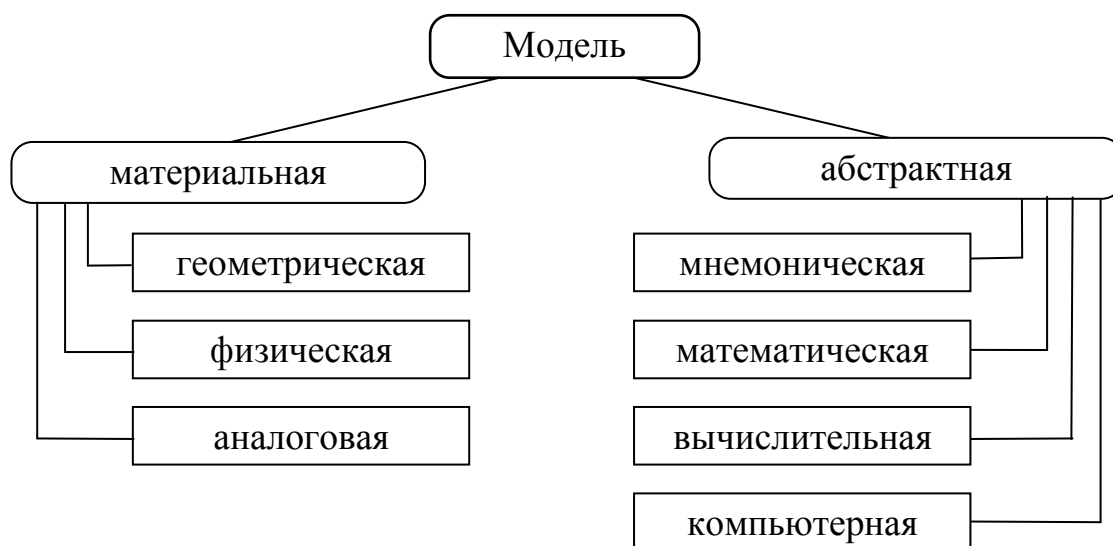 Модель
материальная
абстрактная
геометрическая
мнемоническая
физическая
математическая
аналоговая
вычислительная
компьютерная